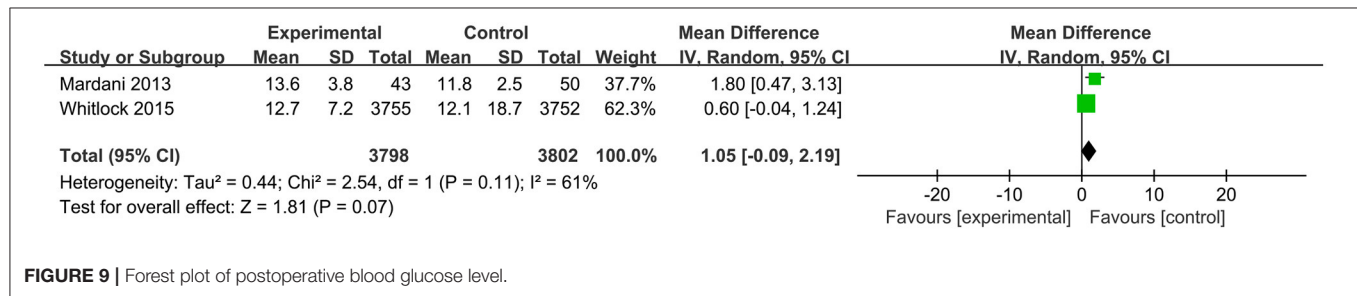 Experimental Control Mean Difference Mean Difference
Study or Subgroup Mean SD Total Mean SD Total Weight IV, Random, 95% CI IV, Random, 95% CI
Mardani 2013 13.6 3.8 43 11.8 2.5 50 37.7% 1.80 [0.47, 3.13]
Whitlock 2015 12.7 7.2 3755 12.1 18.7 3752 62.3% 0.60 [-0.04, 1.24]
Total (95% CI) 3798 3802 100.0% 1.05 [-0.09, 2.19]
Heterogeneity: Tau² = 0.44; Chi² = 2.54, df = 1 (P = 0.11); I² = 61%
Test for overall effect: Z = 1.81 (P = 0.07)
-20 -10 0 10 20
Favours [experimental] Favours [control]
FIGURE 9 | Forest plot of postoperative blood glucose level.